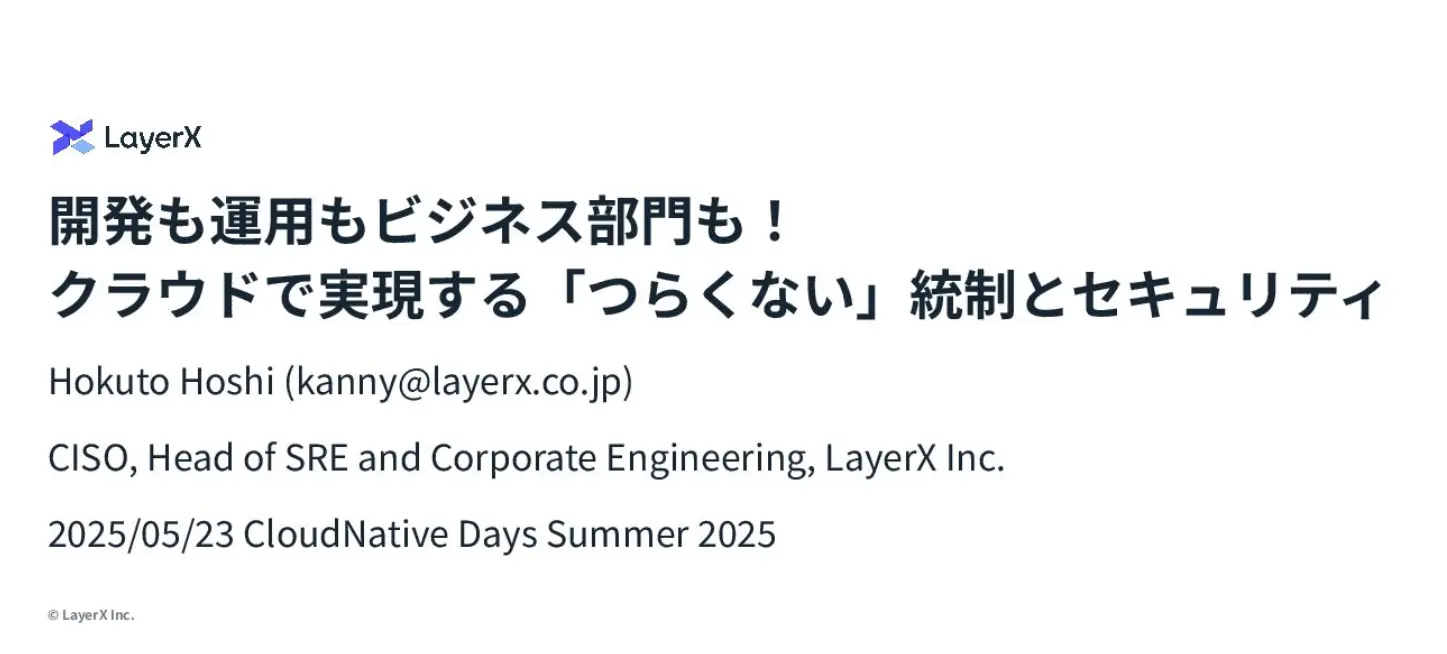 LayerX
開発も運用もビジネス部門も！
クラウドで実現する「つらくない」統制とセキュリティ
Hokuto Hoshi (kanny@layerx.co.jp)
CISO, Head of SRE and Corporate Engineering, LayerX Inc.
2025/05/23 CloudNative Days Summer 2025
© LayerX Inc.